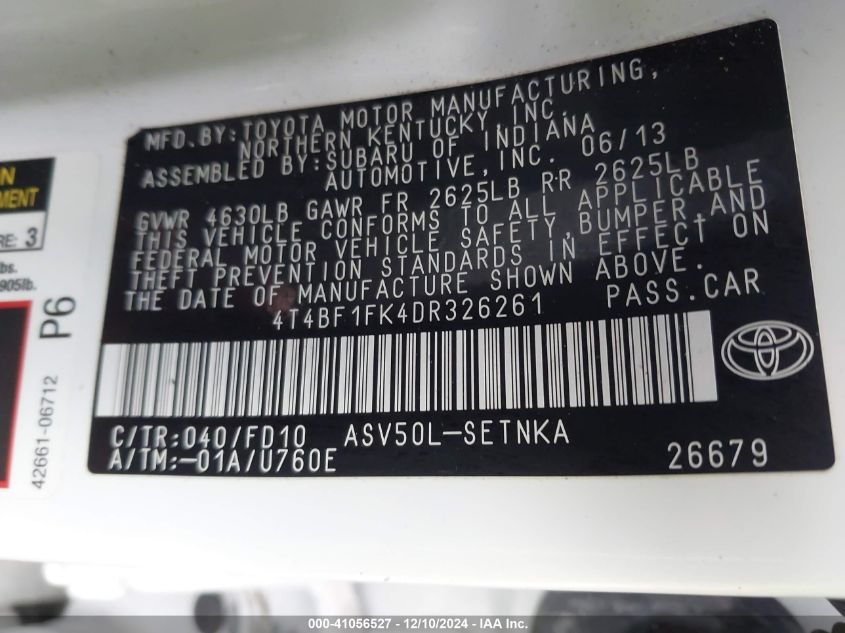 MFD. BY: TOYOTA MOTOR MANUFACTURING,
NORTHERN KENTUCKY INC.
ASSEMBLED BY: SUBARU OF INDIANA
AUTOMOTIVE, INC. 06/13
GVWR 4630LB GAWR FR 2625LB RR 2625LB
THIS VEHICLE CONFORMS TO ALL APPLICABLE
FEDERAL MOTOR VEHICLE SAFETY, BUMPER, AND
THEFT PREVENTION STANDARDS IN EFFECT ON
THE DATE OF MANUFACTURE SHOWN ABOVE.
4T4BF1FK4DR326261 PASS. CAR
C/TR: 040/FD10 ASV50L-SETNKA
A/TM: -01A/U760E 26679
3
905lb.
P6
42661-06712
000-41056527 - 12/10/2024 - IAA Inc.